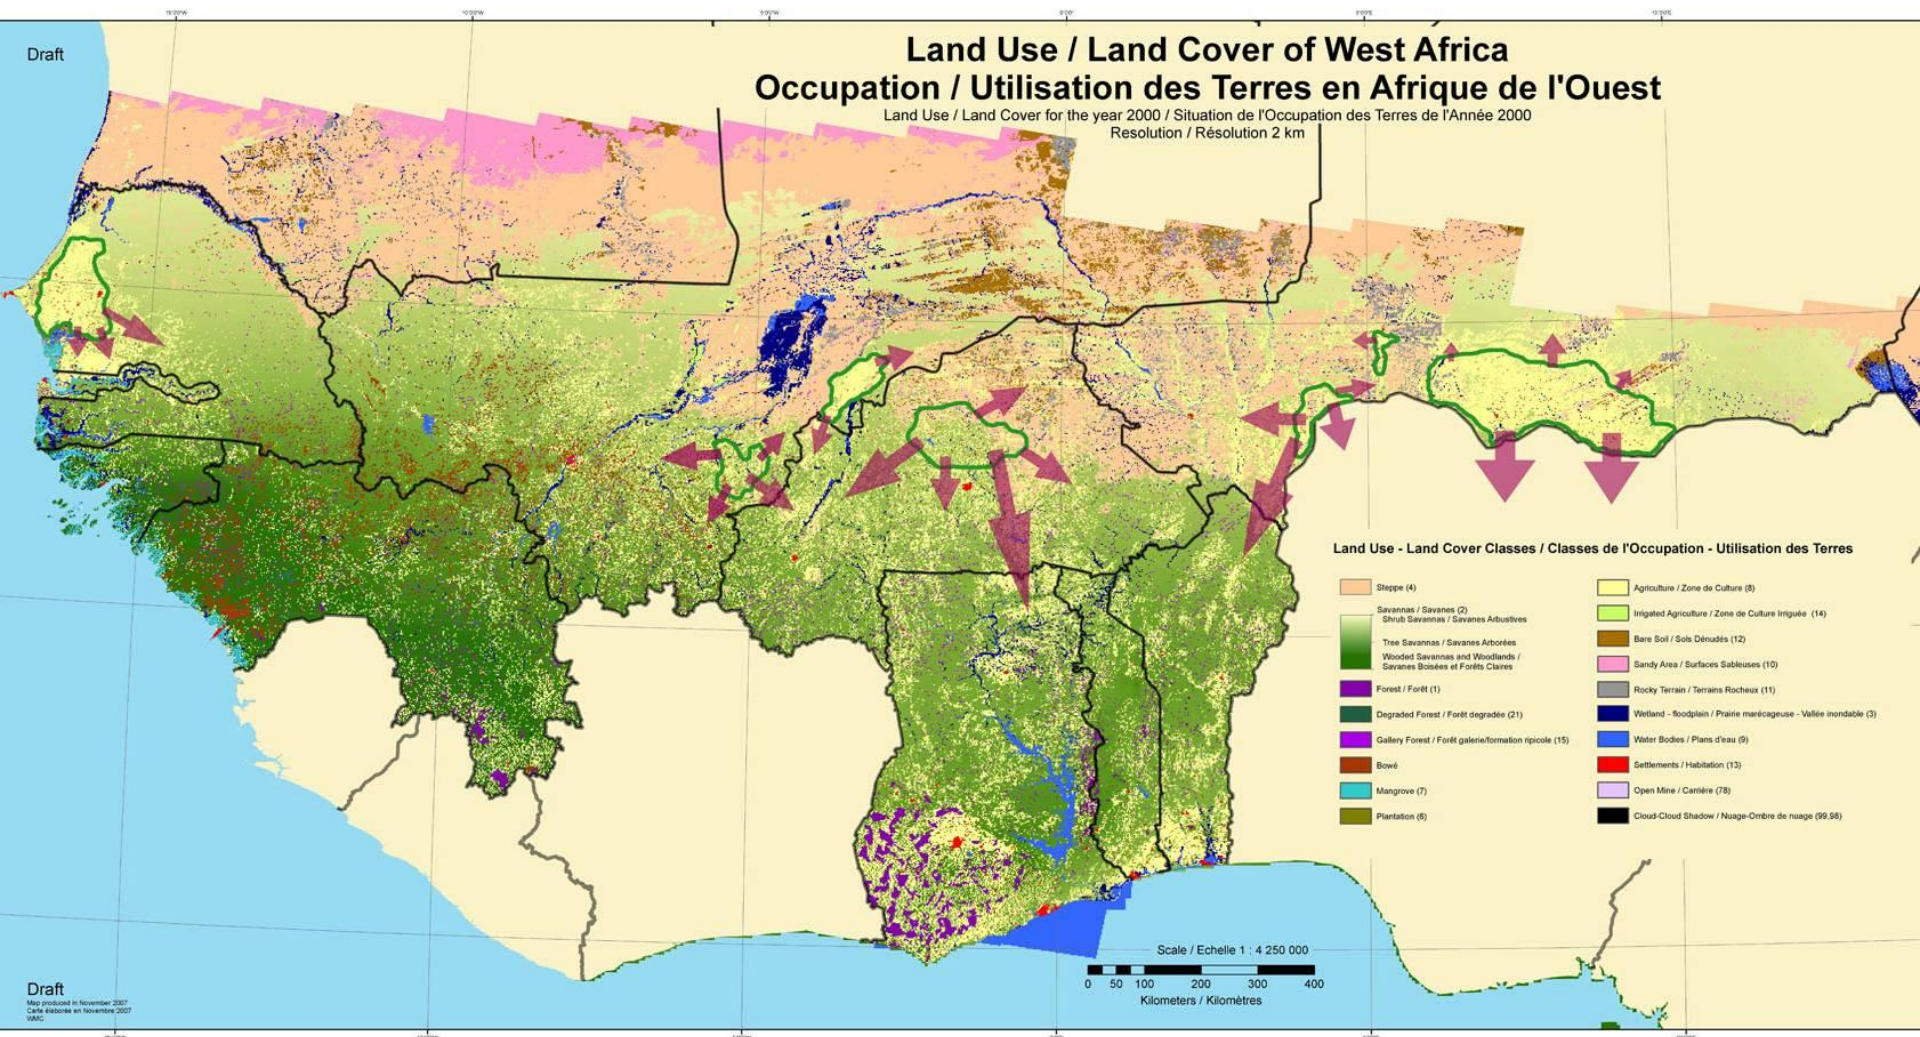 Draft
Land Use / Land Cover of West Africa
Occupation / Utilisation des Terres en Afrique de l'Ouest
Land Use / Land Cover for the year 2000 / Situation de l'Occupation des Terres de l'Année 2000
Resolution / Résolution 2 km
Land Use - Land Cover Classes / Classes de l'Occupation - Utilisation des Terres
Steppe (4)
Savannas / Savanes (2)
Shrub Savannas / Savanes Arbustives
Tree Savannas / Savanes Arborées
Wooded Savannas and Woodlands /
Savanes Boisées et Forêts Claires
Forest / Forêt (1)
Degraded Forest / Forêt degradée (21)
Gallery Forest / Forêt galerie/formation ripicole (15)
Bowé
Mangrove (7)
Plantation (6)
Agriculture / Zone de Culture (8)
Irrigated Agriculture / Zone de Culture Irriguée (14)
Bare Soil / Sols Dénudés (12)
Sandy Area / Surfaces Sableuses (10)
Rocky Terrain / Terrains Rocheux (11)
Wetland - floodplain / Prairie marécageuse - Vallée inondable (3)
Water Bodies / Plans d'eau (9)
Settlements / Habitation (13)
Open Mine / Carrière (78)
Cloud-Cloud Shadow / Nuage-Ombre de nuage (99,98)
Scale / Echelle 1 : 4 250 000
0 50 100 200 300 400
Kilometers / Kilomètres
Draft
Map produced in November 2007
Carte élaborée en Novembre 2007
WMC